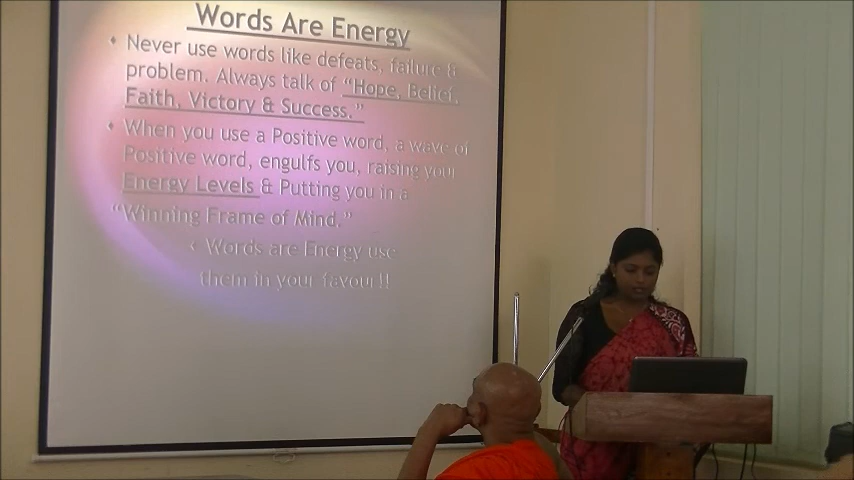 Words Are Energy
Never use words like defeats, failure &
problem. Always talk of “Hope, Belief,
Faith, Victory & Success.”
When you use a Positive word, a wave of
Positive word, engulfs you, raising your
Energy Levels & Putting you in a
“Winning Frame of Mind.”
Words are Energy use
them in your favour!!